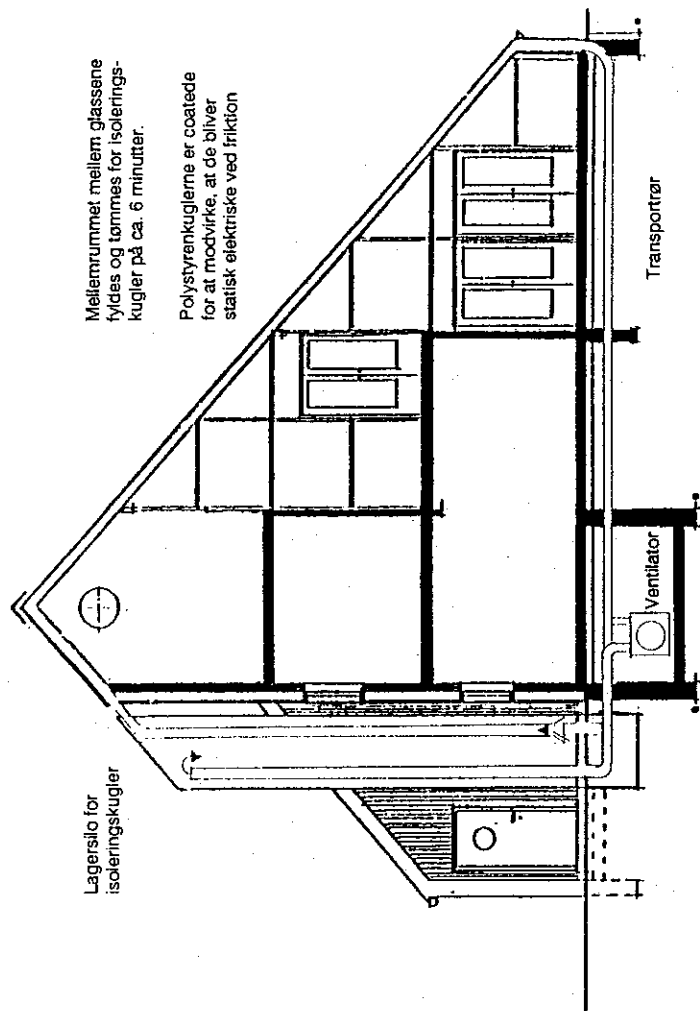 Lagersilo for
isoleringskugler
Mellemrummet mellem glassene
fyldes og tømmes for isolerings-
kugler på ca. 6 minutter.
Polystyrenkuglerne er coatede
for at modvirke, at de bliver
statisk elektriske ved friktion
Ventilator
Transportrør